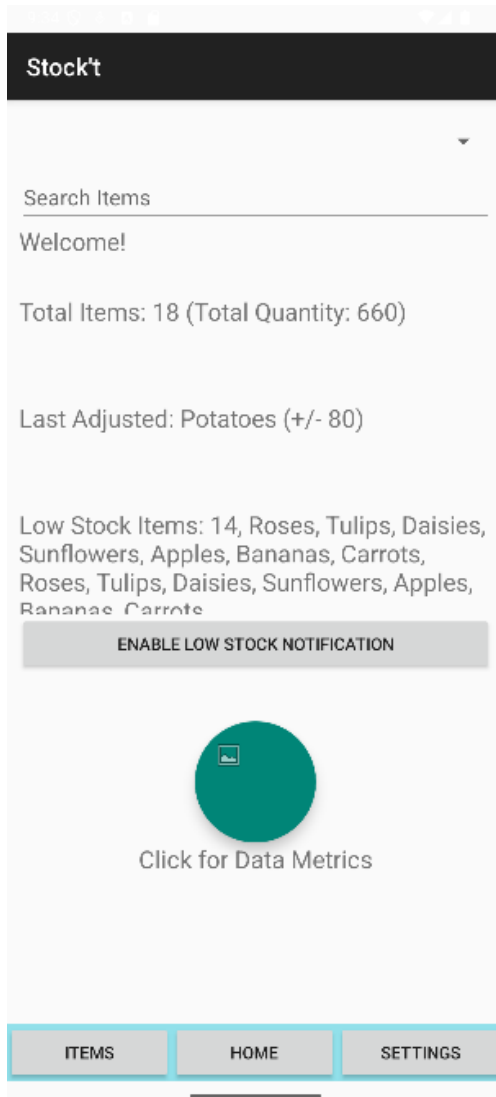 Stock't
Search Items
Welcome!
Total Items: 18 (Total Quantity: 660)
Last Adjusted: Potatoes (+/- 80)
Low Stock Items: 14, Roses, Tulips, Daisies,
Sunflowers, Apples, Bananas, Carrots,
Roses, Tulips, Daisies, Sunflowers, Apples,
Bananas, Carrots
ENABLE LOW STOCK NOTIFICATION
Click for Data Metrics
ITEMS
HOME
SETTINGS